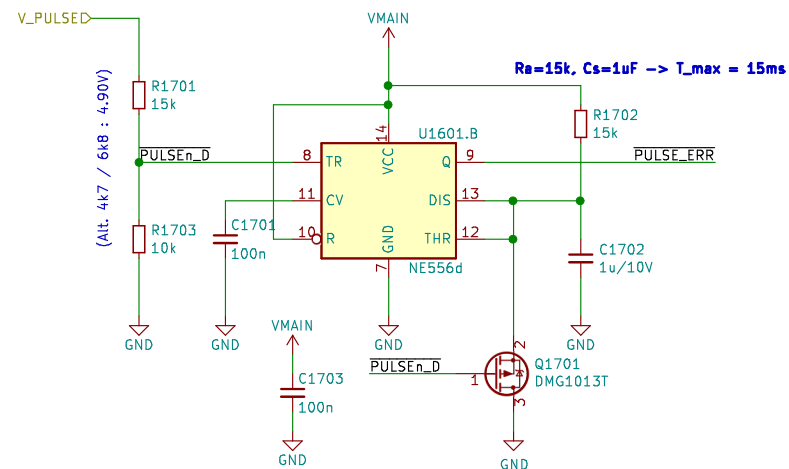 V_PULSE
VMAIN
Ra=15k, Cs=1uF -> T_max = 15ms
R1701
15k
(Alt. 4k7 / 6k8 : 4.90V)
PULSEn_D
R1702
15k
U1601.B
14
VCC
8
TR
Q
9
PULSE_ERR
11
CV
DIS
13
10
R
THR
12
GND
7
NE556d
R1703
10k
C1701
100n
C1702
1u/10V
GND
GND
GND
GND
VMAIN
C1703
100n
GND
PULSEn_D
1
2
3
Q1701
DMG1013T
GND